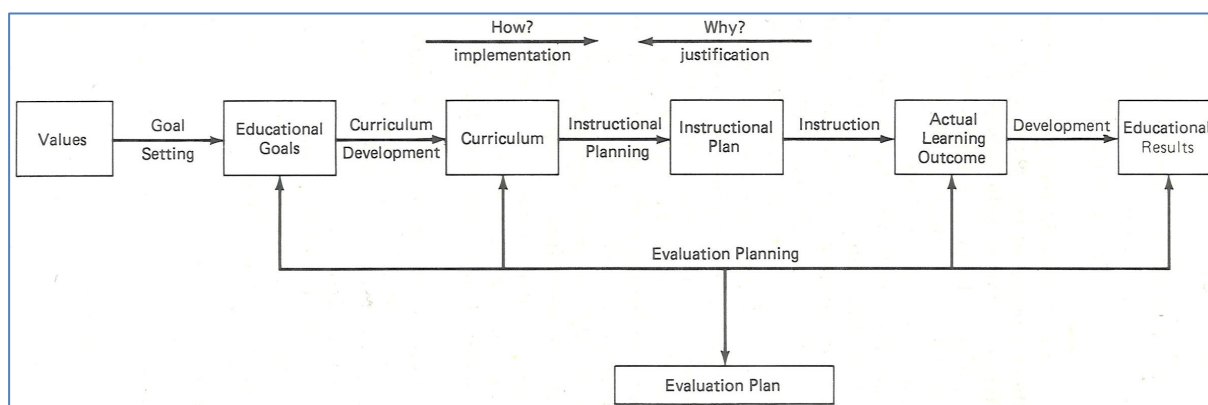 How?
implementation
Why?
justification
Values
Goal
Setting
Educational
Goals
Curriculum
Development
Curriculum
Instructional
Planning
Instructional
Plan
Instruction
Actual
Learning
Outcome
Development
Educational
Results
Evaluation Planning
Evaluation Plan